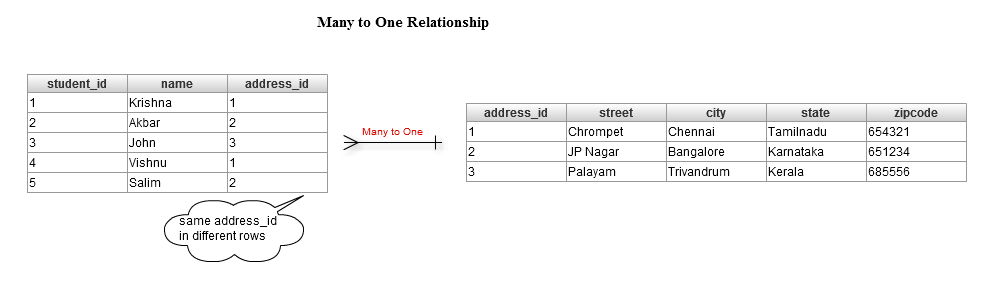 Many to One Relationship
student_id name address_id
1 Krishna 1
2 Akbar 2
3 John 3
4 Vishnu 1
5 Salim 2
same address_id
in different rows
Many to One
address_id street city state zipcode
1 Chrompet Chennai Tamilnadu 654321
2 JP Nagar Bangalore Karnataka 651234
3 Palayam Trivandrum Kerala 685556